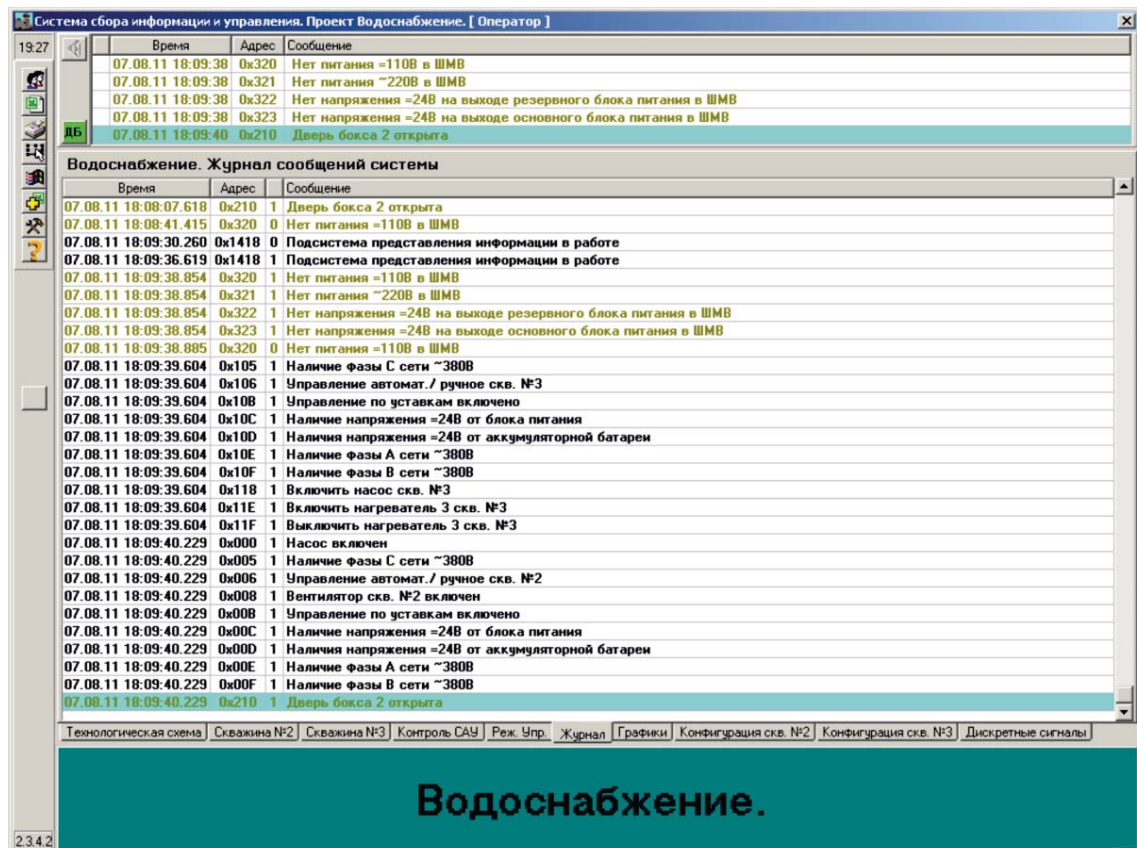 Система сбора информации и управления. Проект Водоснабжение. [ Оператор ]
19:27
Время Адрес Сообщение
07.08.11 18:09:38 0x320 Нет питания =110В в ШМВ
07.08.11 18:09:38 0x321 Нет питания ~220В в ШМВ
07.08.11 18:09:38 0x322 Нет напряжения =24В на выходе резервного блока питания в ШМВ
07.08.11 18:09:38 0x323 Нет напряжения =24В на выходе основного блока питания в ШМВ
ДБ 07.08.11 18:09:40 0x210 Дверь бокса 2 открыта
Водоснабжение. Журнал сообщений системы
Время Адрес Сообщение
07.08.11 18:08:07.618 0x210 1 Дверь бокса 2 открыта
07.08.11 18:08:41.415 0x320 0 Нет питания =110В в ШМВ
07.08.11 18:09:30.260 0x1418 0 Подсистема представления информации в работе
07.08.11 18:09:36.619 0x1418 1 Подсистема представления информации в работе
07.08.11 18:09:38.854 0x320 1 Нет питания =110В в ШМВ
07.08.11 18:09:38.854 0x321 1 Нет питания ~220В в ШМВ
07.08.11 18:09:38.854 0x322 1 Нет напряжения =24В на выходе резервного блока питания в ШМВ
07.08.11 18:09:38.854 0x323 1 Нет напряжения =24В на выходе основного блока питания в ШМВ
07.08.11 18:09:38.885 0x320 0 Нет питания =110В в ШМВ
07.08.11 18:09:39.604 0x105 1 Наличие фазы С сети ~380В
07.08.11 18:09:39.604 0x106 1 Управление автомат./ ручное скв. №3
07.08.11 18:09:39.604 0x10B 1 Управление по уставкам включено
07.08.11 18:09:39.604 0x10C 1 Наличие напряжения =24В от блока питания
07.08.11 18:09:39.604 0x10D 1 Наличия напряжения =24В от аккумуляторной батареи
07.08.11 18:09:39.604 0x10E 1 Наличие фазы А сети ~380В
07.08.11 18:09:39.604 0x10F 1 Наличие фазы В сети ~380В
07.08.11 18:09:39.604 0x118 1 Включить насос скв. №3
07.08.11 18:09:39.604 0x11E 1 Включить нагреватель 3 скв. №3
07.08.11 18:09:39.604 0x11F 1 Выключить нагреватель 3 скв. №3
07.08.11 18:09:40.229 0x000 1 Насос включен
07.08.11 18:09:40.229 0x005 1 Наличие фазы С сети ~380В
07.08.11 18:09:40.229 0x006 1 Управление автомат./ ручное скв. №2
07.08.11 18:09:40.229 0x008 1 Вентилятор скв. №2 включен
07.08.11 18:09:40.229 0x00B 1 Управление по уставкам включено
07.08.11 18:09:40.229 0x00C 1 Наличие напряжения =24В от блока питания
07.08.11 18:09:40.229 0x00D 1 Наличия напряжения =24В от аккумуляторной батареи
07.08.11 18:09:40.229 0x00E 1 Наличие фазы А сети ~380В
07.08.11 18:09:40.229 0x00F 1 Наличие фазы В сети ~380В
07.08.11 18:09:40.229 0x210 1 Дверь бокса 2 открыта
Технологическая схема Скважина №2 Скважина №3 Контроль САУ Реж. Упр. Журнал Графики Конфигурация скв. №2 Конфигурация скв. №3 Дискретные сигналы
Водоснабжение.
2.3.4.2